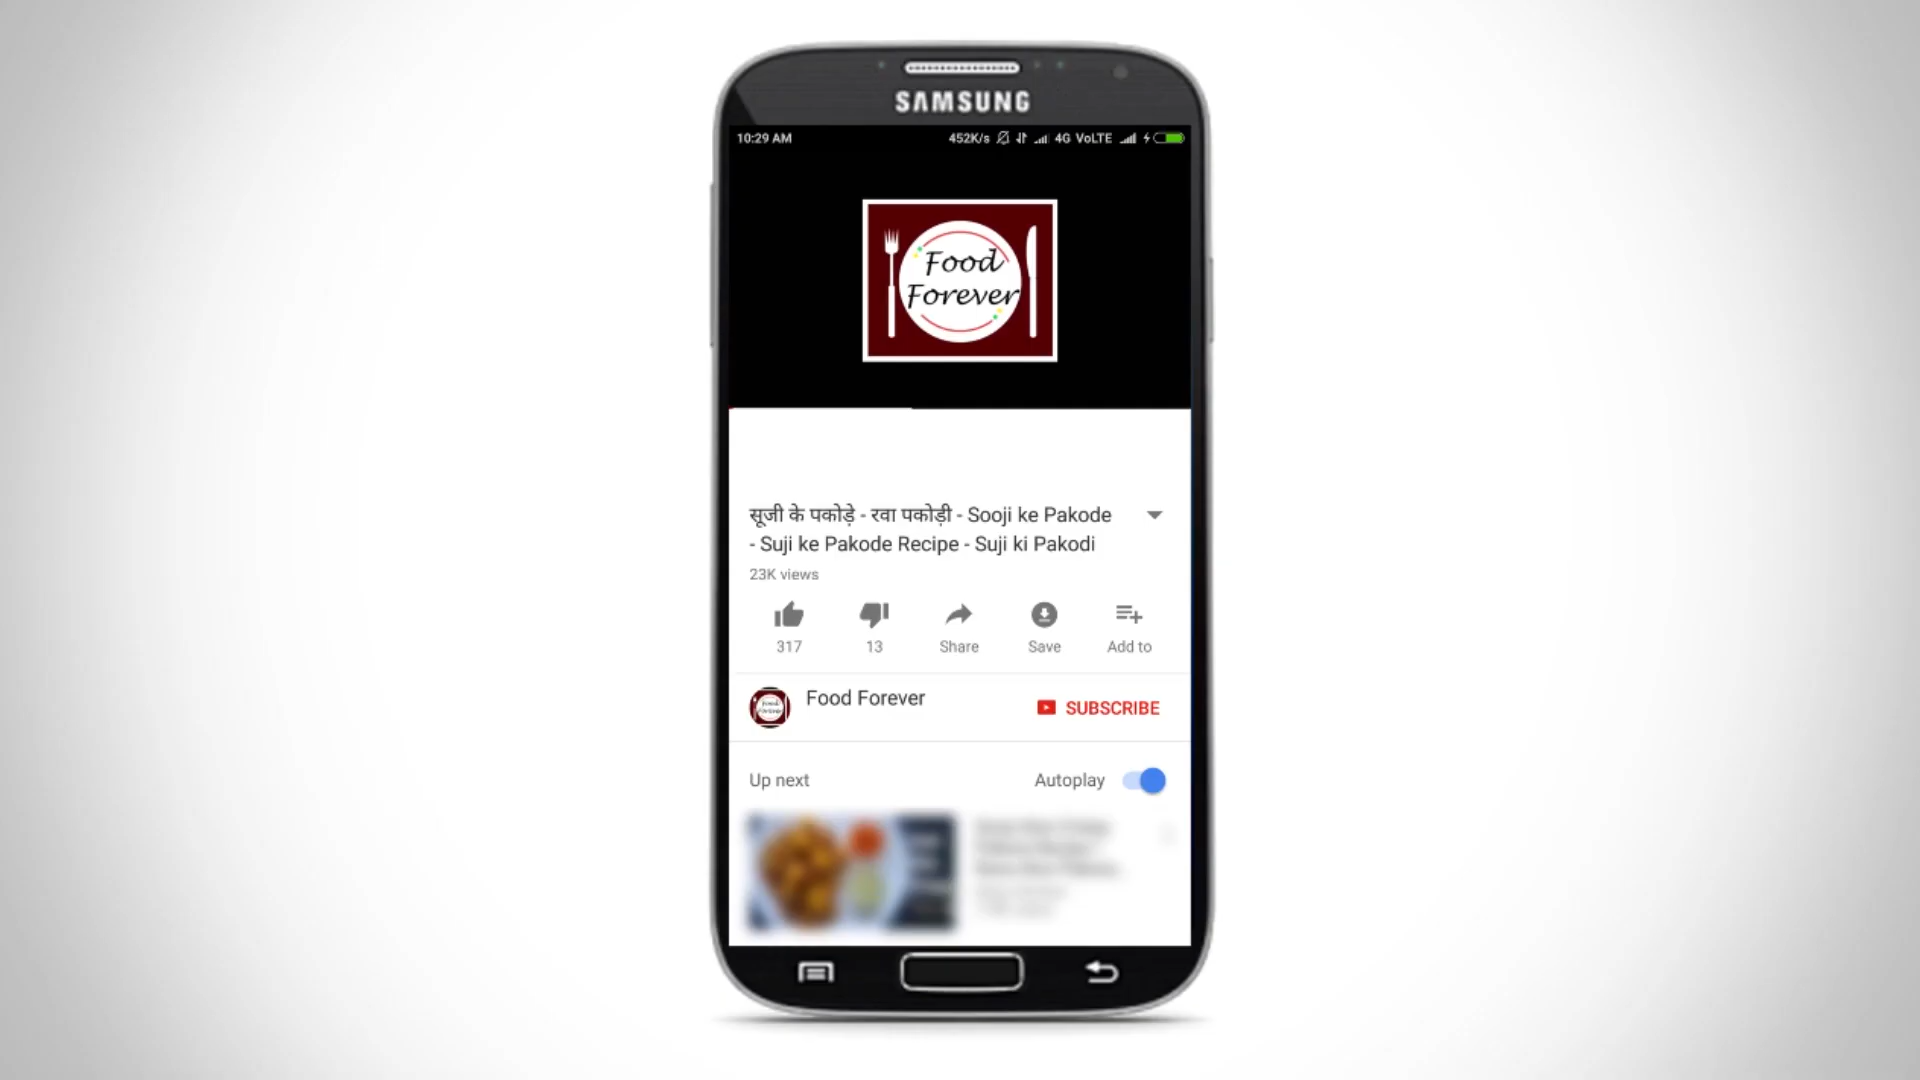 SAMSUNG
10:29 AM
452K/s 4G VoLTE
Food
Forever
सूजी के पकोड़े - रवा पकोड़ी - Sooji ke Pakode
- Suji ke Pakode Recipe - Suji ki Pakodi
23K views
317
13
Share
Save
Add to
Food Forever
SUBSCRIBE
Up next
Autoplay